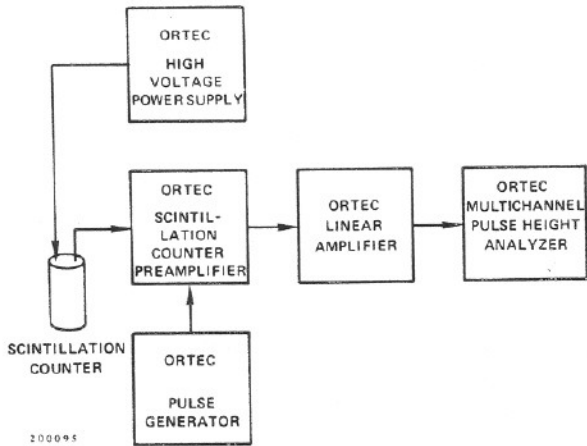 ORTEC
HIGH
VOLTAGE
POWER SUPPLY
ORTEC
SCINTIL-
LATION
COUNTER
PREAMPLIFIER
ORTEC
LINEAR
AMPLIFIER
ORTEC
MULTICHANNEL
PULSE HEIGHT
ANALYZER
SCINTILLATION
COUNTER
ORTEC
PULSE
GENERATOR
200095